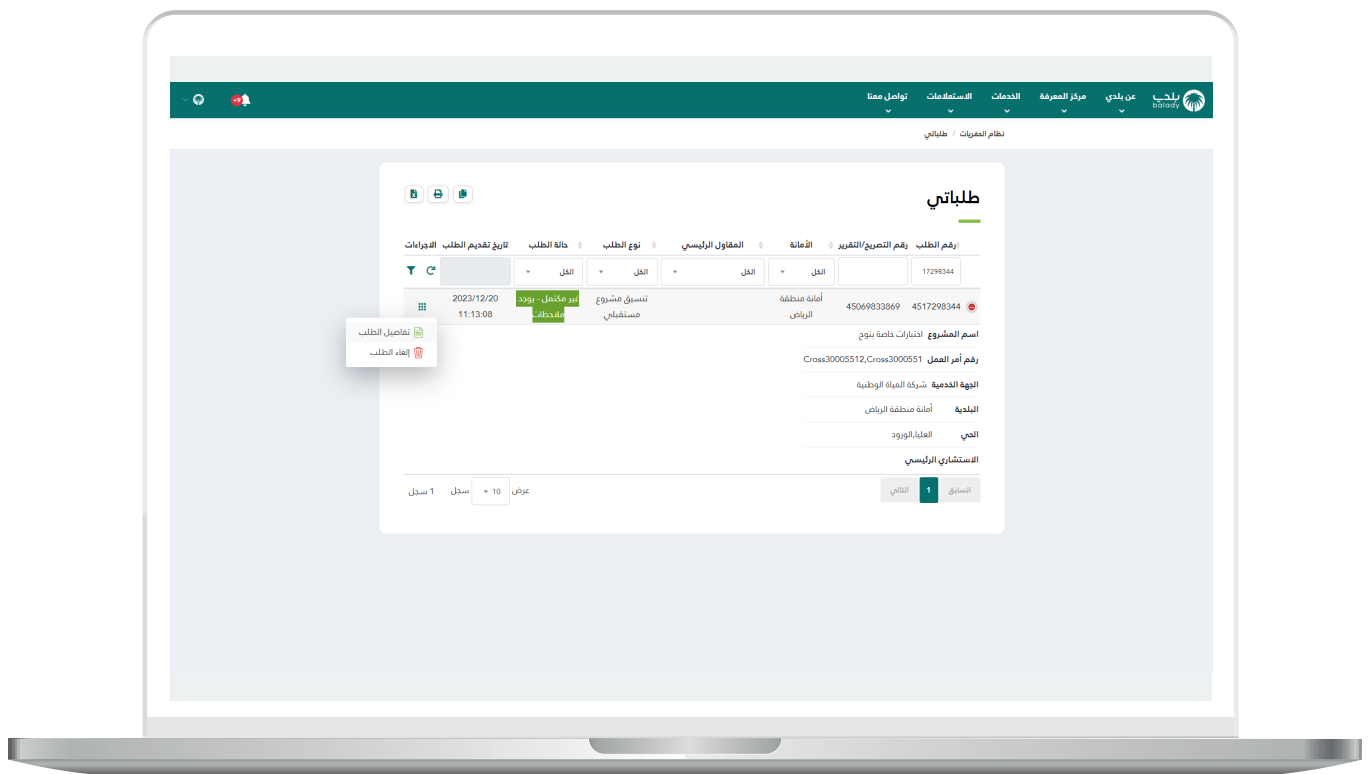 بلدي
balady
عن بلدي
مركز المعرفة
الخدمات
الاستعلامات
تواصل معنا
+٩
نظام الحفريات / طلباتي
طلباتي
رقم الطلب
رقم التصريح/التقرير
الأمانة
المقاول الرئيسي
نوع الطلب
حالة الطلب
تاريخ تقديم الطلب
الاجراءات
17298344
الكل
الكل
الكل
الكل
4517298344
45069833869
أمانة منطقة
الرياض
تنسيق مشروع
مستقبلي
غير مكتمل - يوجد
ملاحظات
2023/12/20
11:13:08
تفاصيل الطلب
إلغاء الطلب
اسم المشروع اختبارات خاصة بنوح
رقم أمر العمل Cross30005512,Cross3000551
الجهة الخدمية شركة المياة الوطنية
البلدية أمانة منطقة الرياض
الحي العليا,الورود
الاستشاري الرئيسي
السابق 1 التالي
عرض 10 سجل 1 سجل